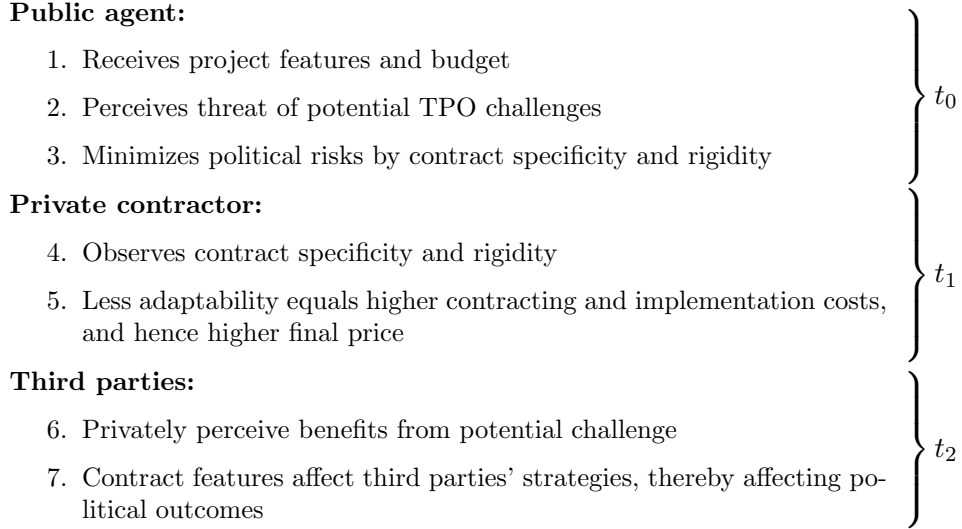 Public agent:
1. Receives project features and budget
2. Perceives threat of potential TPO challenges
t₀
3. Minimizes political risks by contract specificity and rigidity
Private contractor:
4. Observes contract specificity and rigidity
t₁
5. Less adaptability equals higher contracting and implementation costs,
and hence higher final price
Third parties:
6. Privately perceive benefits from potential challenge
t₂
7. Contract features affect third parties' strategies, thereby affecting po-
litical outcomes